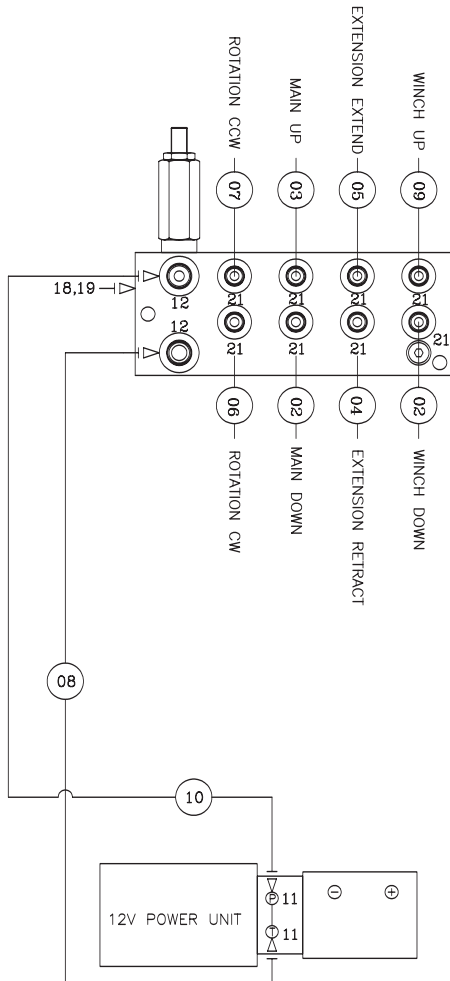 ROTATION CCW
MAIN UP
EXTENSION EXTEND
WINCH UP
07
03
05
09
18,19
12
21
21
21
21
12
21
21
21
21
06
02
04
02
ROTATION CW
MAIN DOWN
EXTENSION RETRACT
WINCH DOWN
08
10
12V POWER UNIT
P 11
T 11
- +